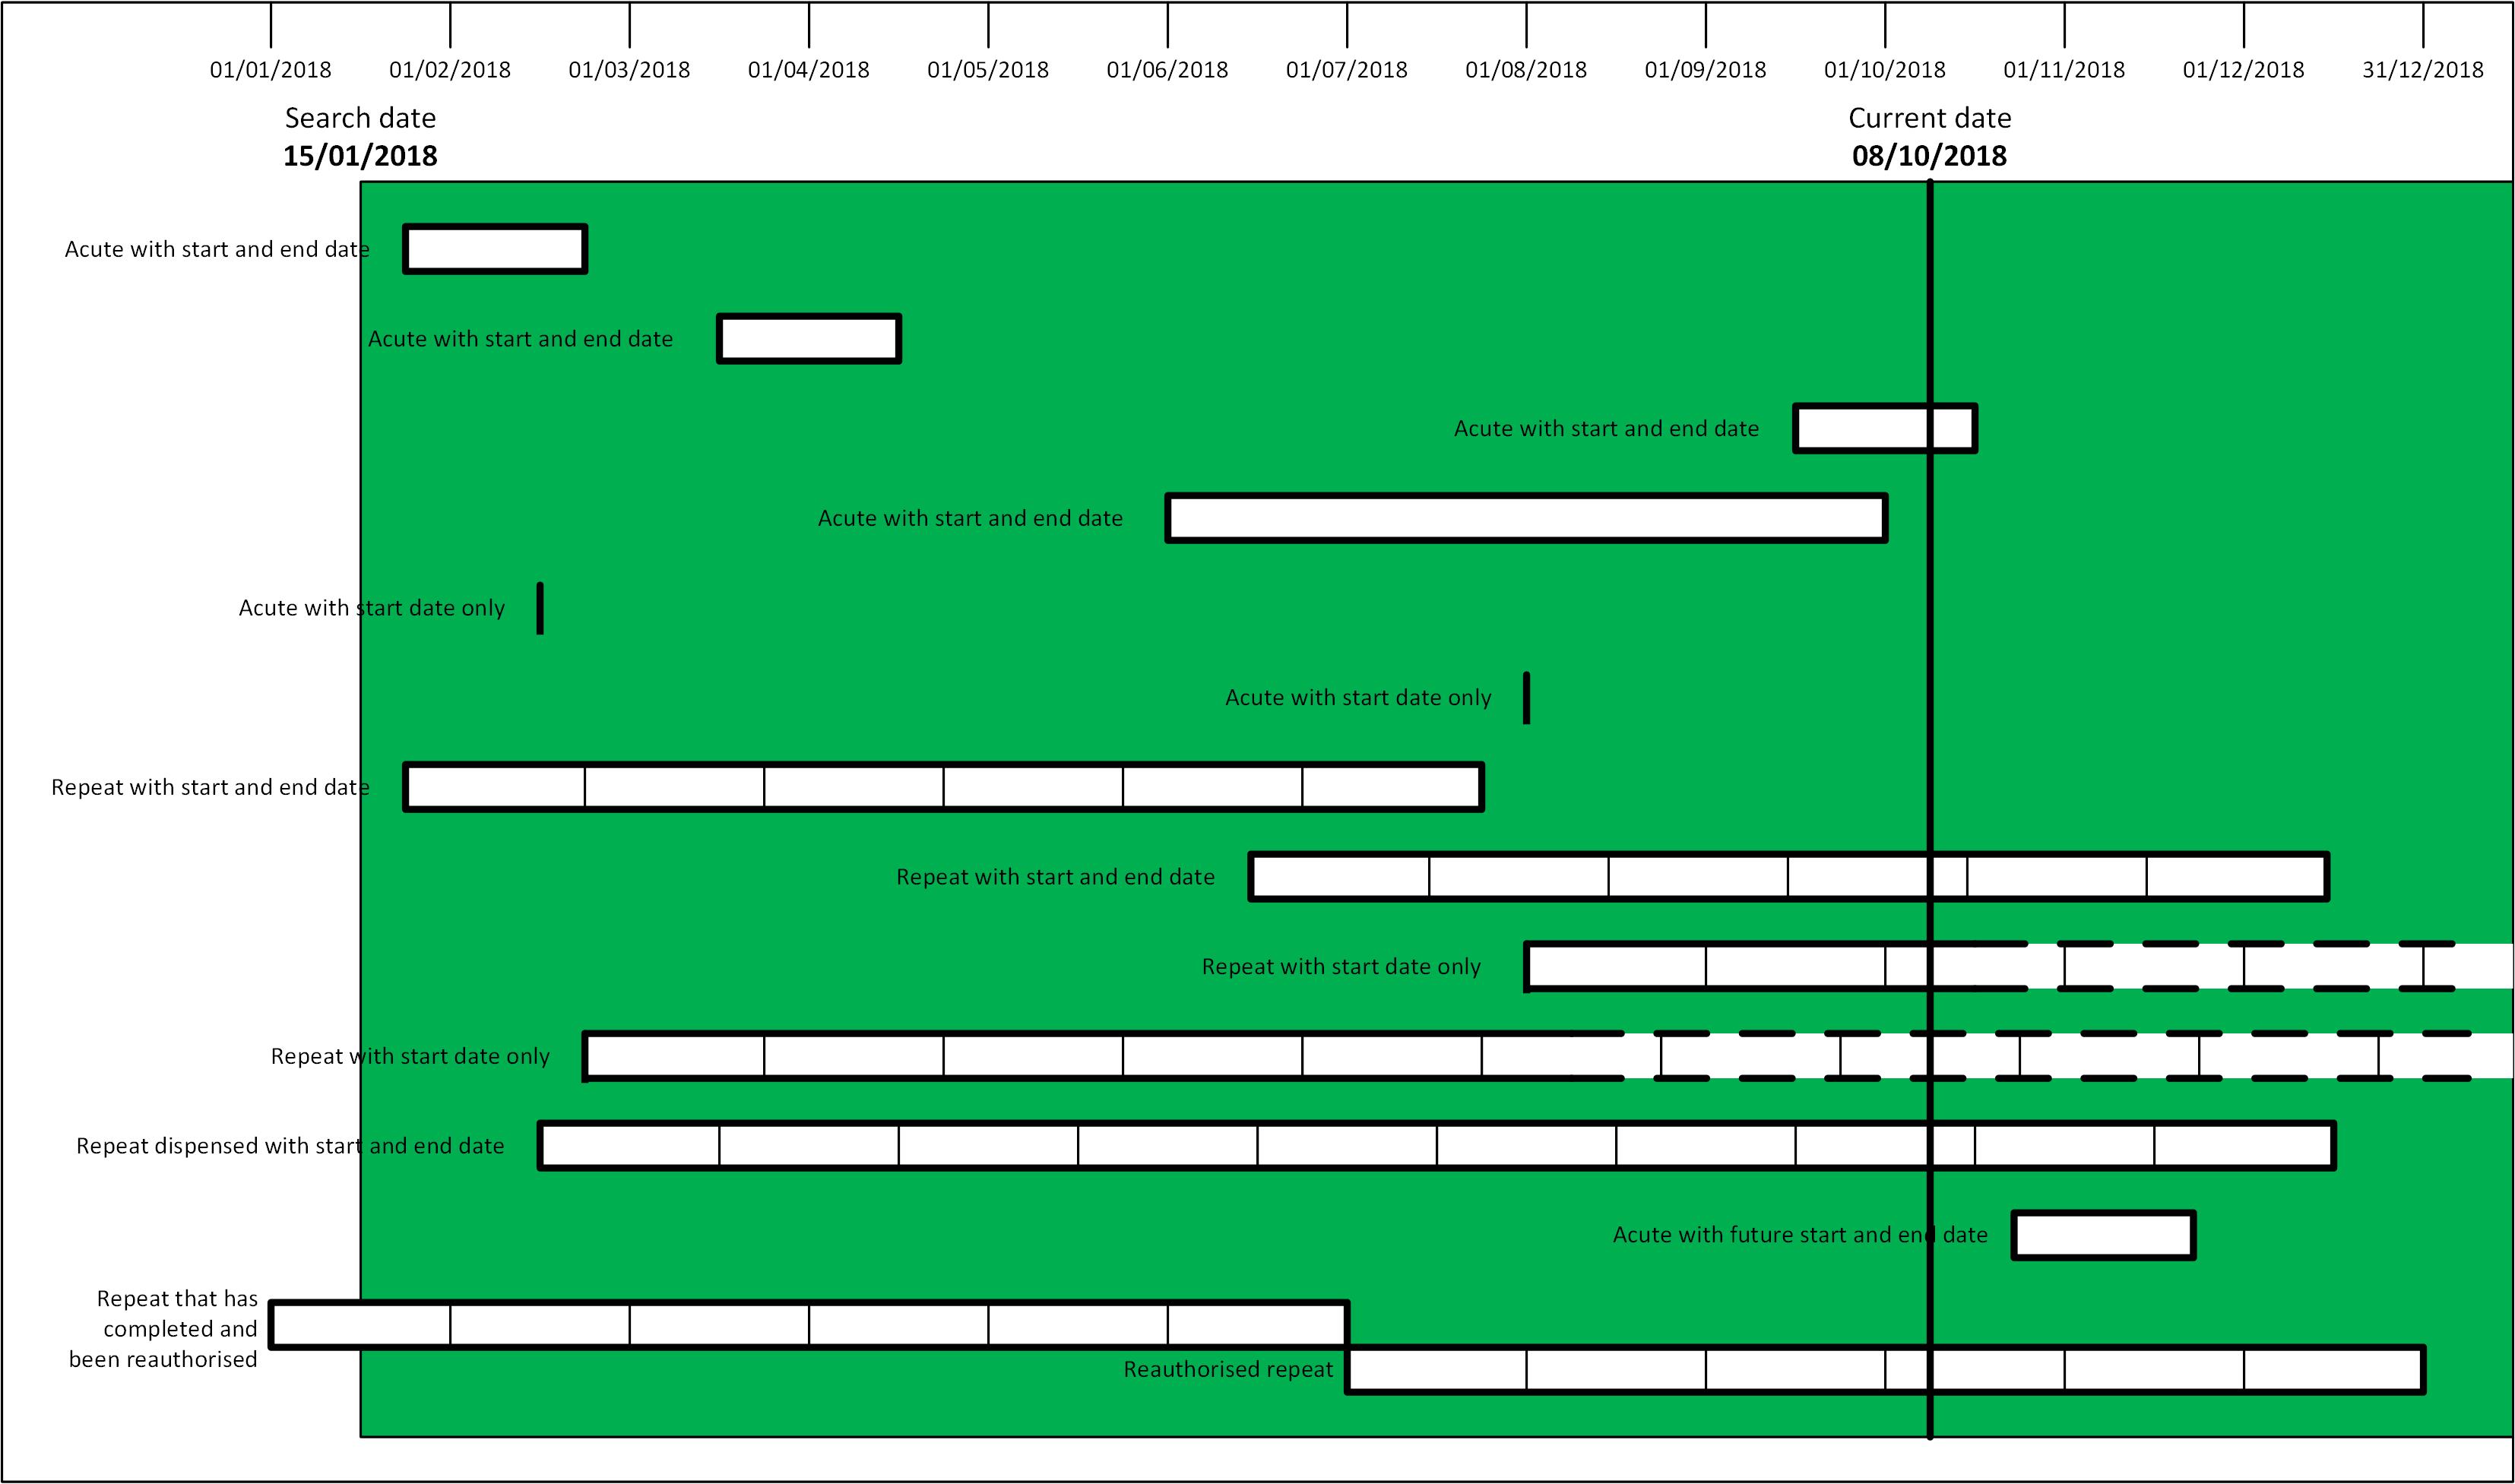 01/01/2018 01/02/2018 01/03/2018 01/04/2018 01/05/2018 01/06/2018 01/07/2018 01/08/2018 01/09/2018 01/10/2018 01/11/2018 01/12/2018 31/12/2018
Search date
15/01/2018
Current date
08/10/2018
Acute with start and end date
Acute with start and end date
Acute with start and end date
Acute with start and end date
Acute with start date only
Acute with start date only
Repeat with start and end date
Repeat with start and end date
Repeat with start date only
Repeat with start date only
Repeat dispensed with start and end date
Acute with future start and end date
Repeat that has
completed and
been reauthorised
Reauthorised repeat